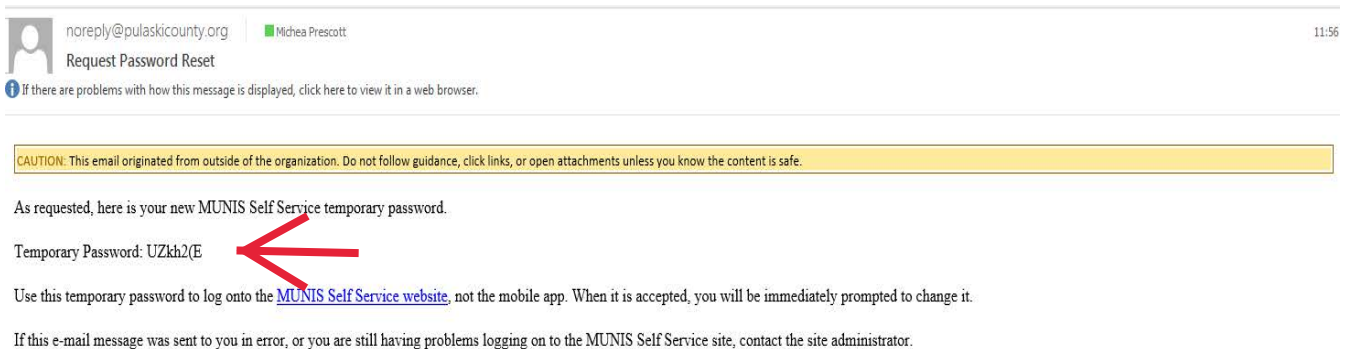 noreply@pulaskicounty.org Michea Prescott 11:56
Request Password Reset
If there are problems with how this message is displayed, click here to view it in a web browser.
CAUTION: This email originated from outside of the organization. Do not follow guidance, click links, or open attachments unless you know the content is safe.
As requested, here is your new MUNIS Self Service temporary password.
Temporary Password: UZkh2(E
Use this temporary password to log onto the MUNIS Self Service website, not the mobile app. When it is accepted, you will be immediately prompted to change it.
If this e-mail message was sent to you in error, or you are still having problems logging on to the MUNIS Self Service site, contact the site administrator.